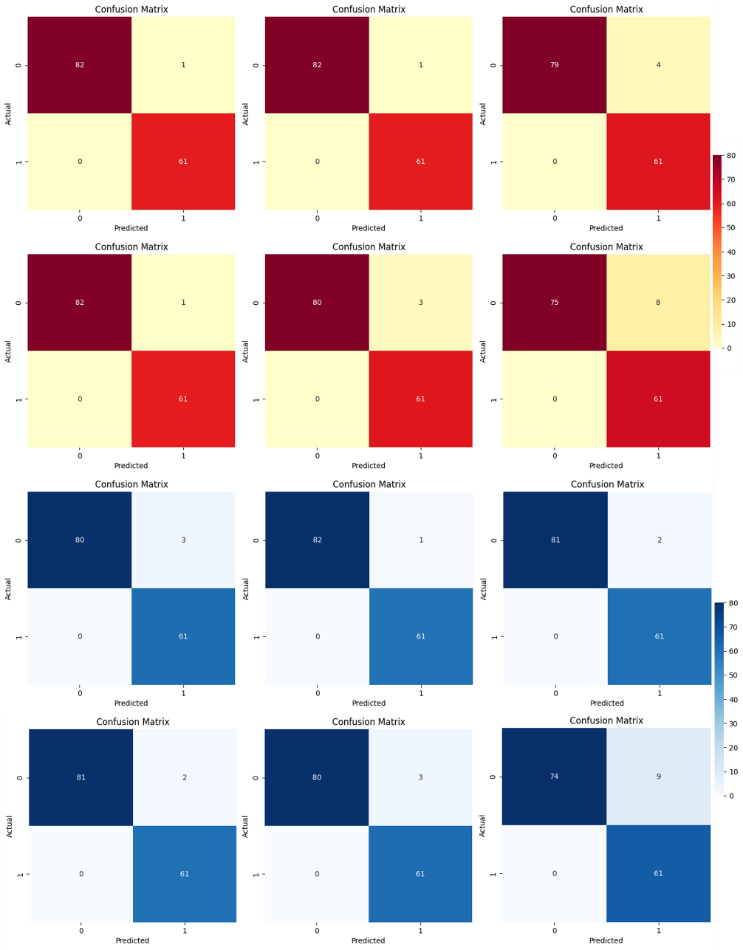 Confusion Matrix Confusion Matrix Confusion Matrix
0 82 1 0 82 1 0 79 4
Actual Actual Actual
1 0 61 1 0 61 1 0 61
0 1 0 1 0 1
Predicted Predicted Predicted
80
70
60
50
40
30
20
10
0
Confusion Matrix Confusion Matrix Confusion Matrix
0 82 1 0 80 3 0 75 8
Actual Actual Actual
1 0 61 1 0 61 1 0 61
0 1 0 1 0 1
Predicted Predicted Predicted
Confusion Matrix Confusion Matrix Confusion Matrix
0 80 3 0 82 1 0 81 2
Actual Actual Actual
1 0 61 1 0 61 1 0 61
0 1 0 1 0 1
Predicted Predicted Predicted
80
70
60
50
40
30
20
10
0
Confusion Matrix Confusion Matrix Confusion Matrix
0 81 2 0 80 3 0 74 9
Actual Actual Actual
1 0 61 1 0 61 1 0 61
0 1 0 1 0 1
Predicted Predicted Predicted